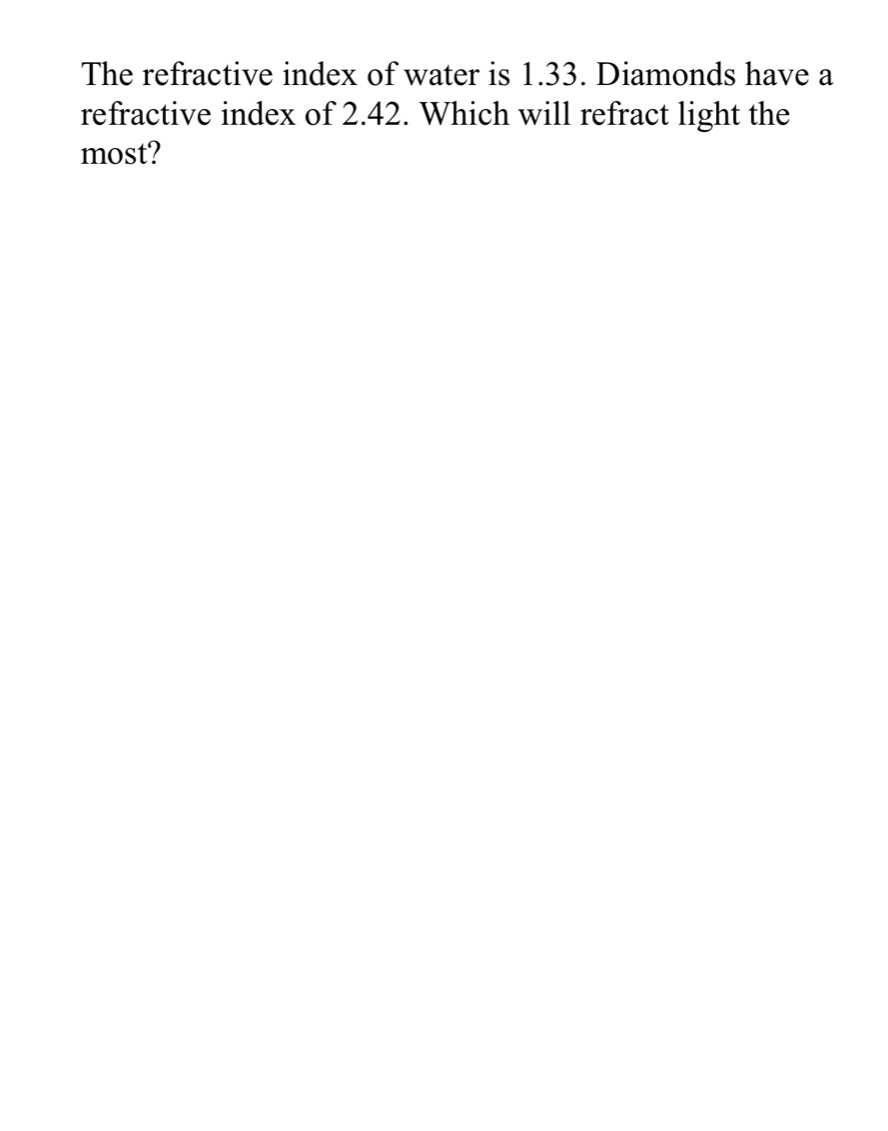 The refractive index of water is 1.33. Diamonds have a
refractive index of 2.42. Which will refract light the
most?